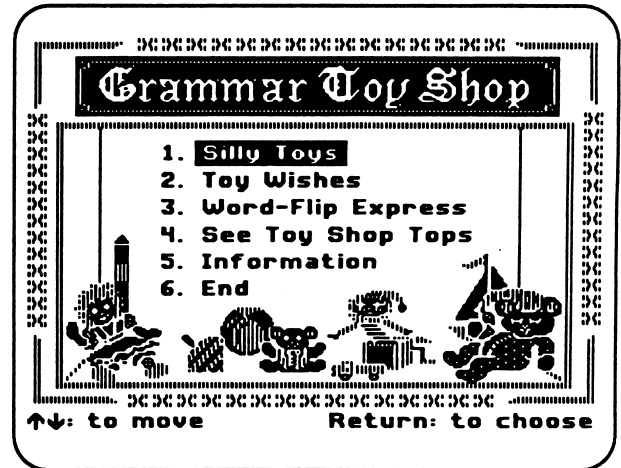 Grammar Toy Shop
1. Silly Toys
2. Toy Wishes
3. Word-Flip Express
4. See Toy Shop Tops
5. Information
6. End
↑↓: to move Return: to choose